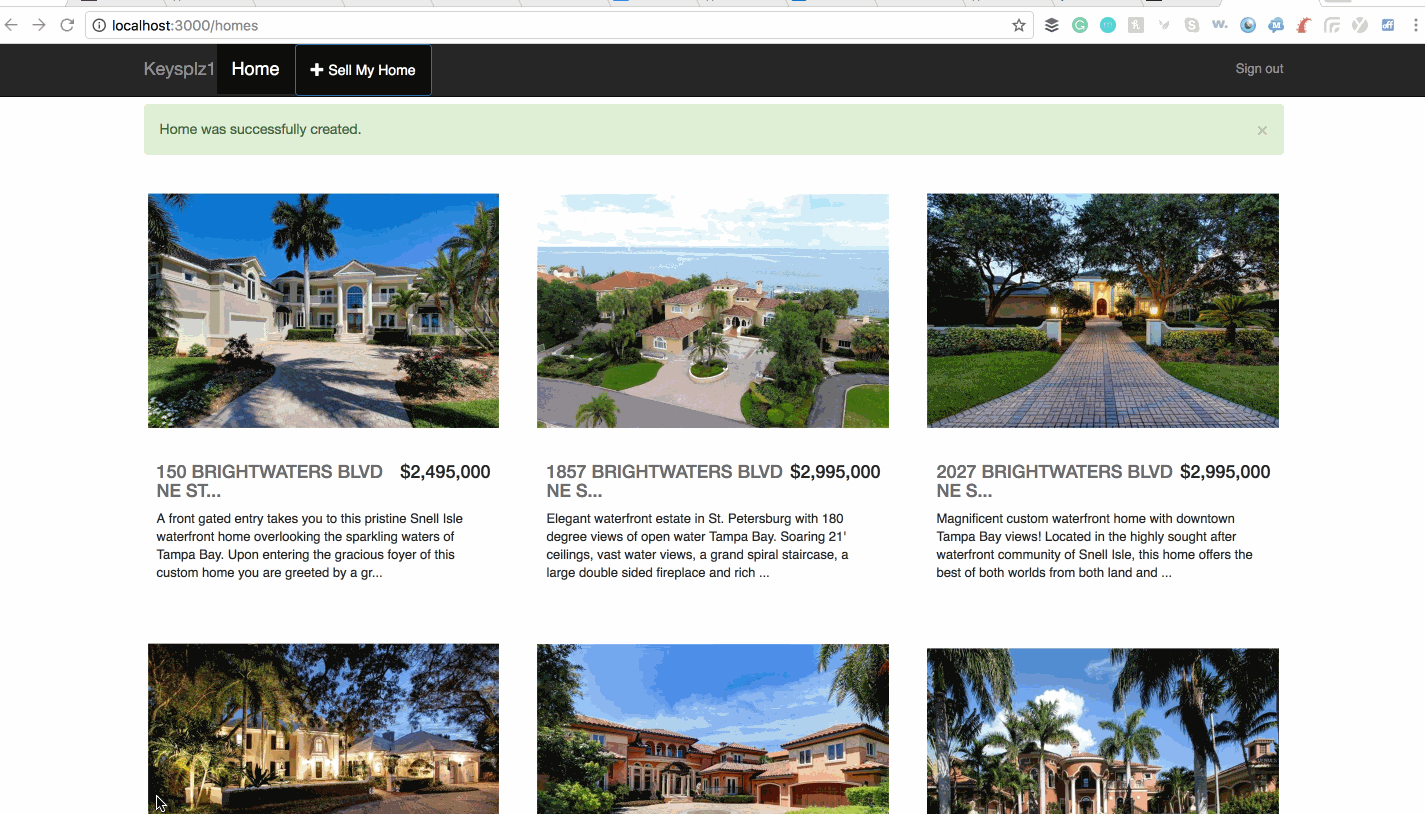 localhost:3000/homes
Keysplz1 Home + Sell My Home Sign out
Home was successfully created. ×
150 BRIGHTWATERS BLVD $2,495,000
NE ST...
A front gated entry takes you to this pristine Snell Isle
waterfront home overlooking the sparkling waters of
Tampa Bay. Upon entering the gracious foyer of this
custom home you are greeted by a gr...
1857 BRIGHTWATERS BLVD $2,995,000
NE S...
Elegant waterfront estate in St. Petersburg with 180
degree views of open water Tampa Bay. Soaring 21'
ceilings, vast water views, a grand spiral staircase, a
large double sided fireplace and rich ...
2027 BRIGHTWATERS BLVD $2,995,000
NE S...
Magnificent custom waterfront home with downtown
Tampa Bay views! Located in the highly sought after
waterfront community of Snell Isle, this home offers the
best of both worlds from both land and ...